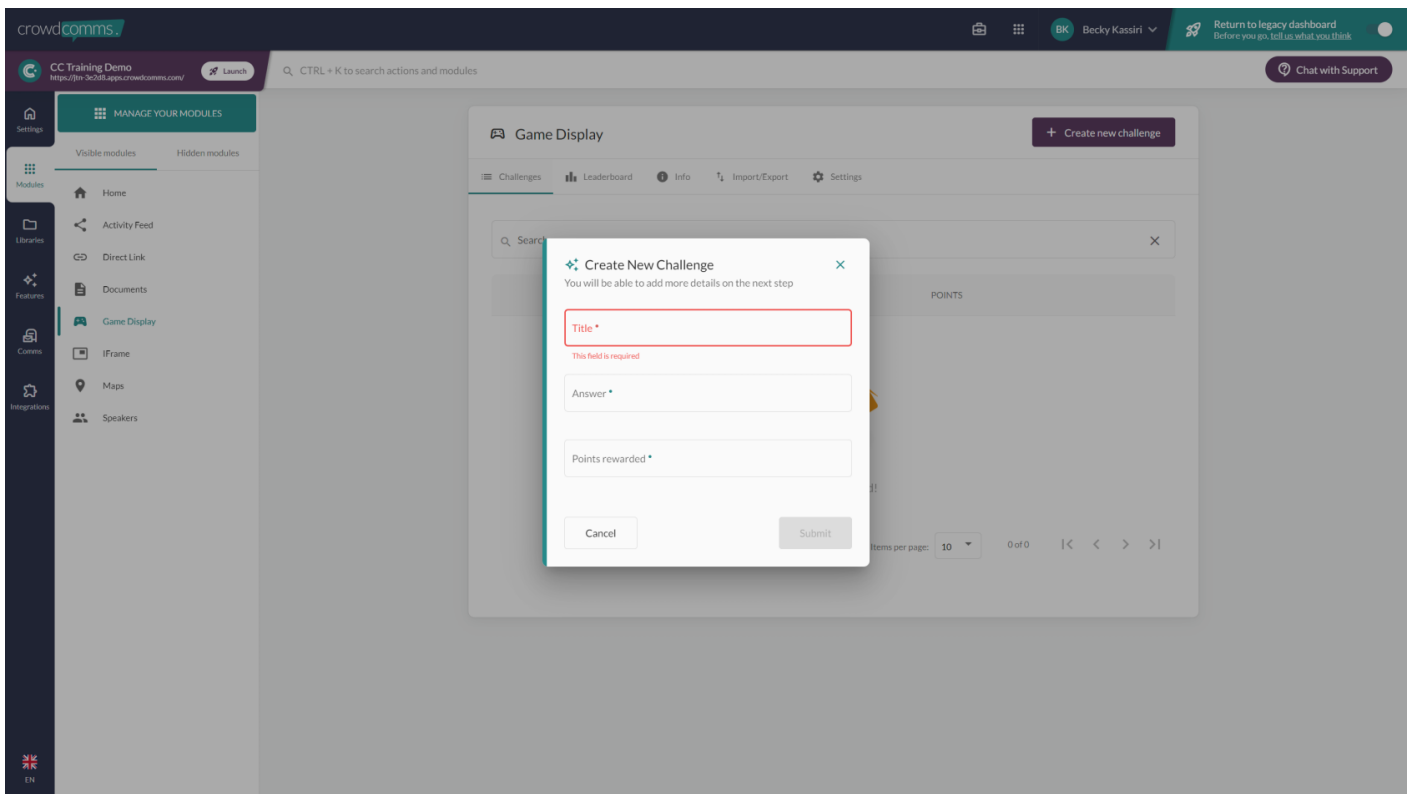 crowdcomms.
BK Becky Kassiri
Return to legacy dashboard
Before you go, tell us what you think
CC Training Demo
Launch
CTRL + K to search actions and modules
Chat with Support
Settings
Modules
Libraries
Features
Comms
Integrations
EN
MANAGE YOUR MODULES
Visible modules Hidden modules
Home
Activity Feed
Direct Link
Documents
Game Display
IFrame
Maps
Speakers
Game Display
+ Create new challenge
Challenges Leaderboard Info Import/Export Settings
POINTS
Create New Challenge
You will be able to add more details on the next step
Title *
This field is required
Answer *
Points rewarded *
Cancel Submit
Items per page: 10 0 of 0